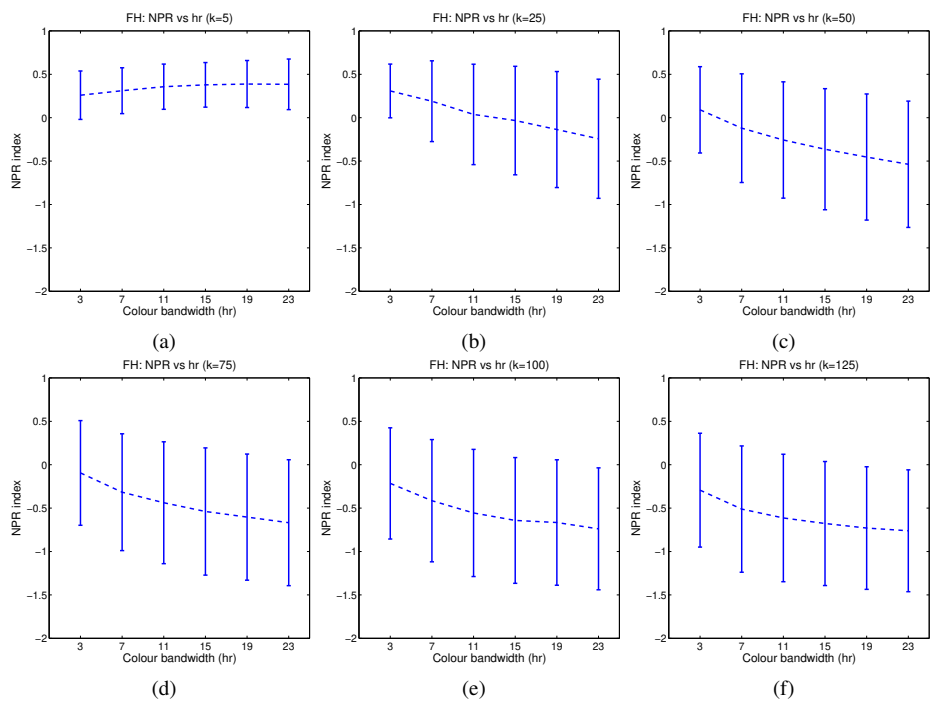 FH: NPR vs hr (k=5)
1
0.5
0
−0.5
−1
−1.5
−2
NPR index
3 7 11 15 19 23
Colour bandwidth (hr)
(a)
FH: NPR vs hr (k=25)
1
0.5
0
−0.5
−1
−1.5
−2
NPR index
3 7 11 15 19 23
Colour bandwidth (hr)
(b)
FH: NPR vs hr (k=50)
1
0.5
0
−0.5
−1
−1.5
−2
NPR index
3 7 11 15 19 23
Colour bandwidth (hr)
(c)
FH: NPR vs hr (k=75)
1
0.5
0
−0.5
−1
−1.5
−2
NPR index
3 7 11 15 19 23
Colour bandwidth (hr)
(d)
FH: NPR vs hr (k=100)
1
0.5
0
−0.5
−1
−1.5
−2
NPR index
3 7 11 15 19 23
Colour bandwidth (hr)
(e)
FH: NPR vs hr (k=125)
1
0.5
0
−0.5
−1
−1.5
−2
NPR index
3 7 11 15 19 23
Colour bandwidth (hr)
(f)